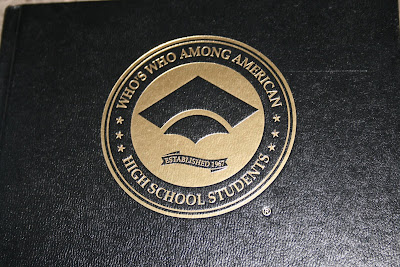 WHO'S WHO AMONG AMERICAN
ESTABLISHED 1967
HIGH SCHOOL STUDENTS
®